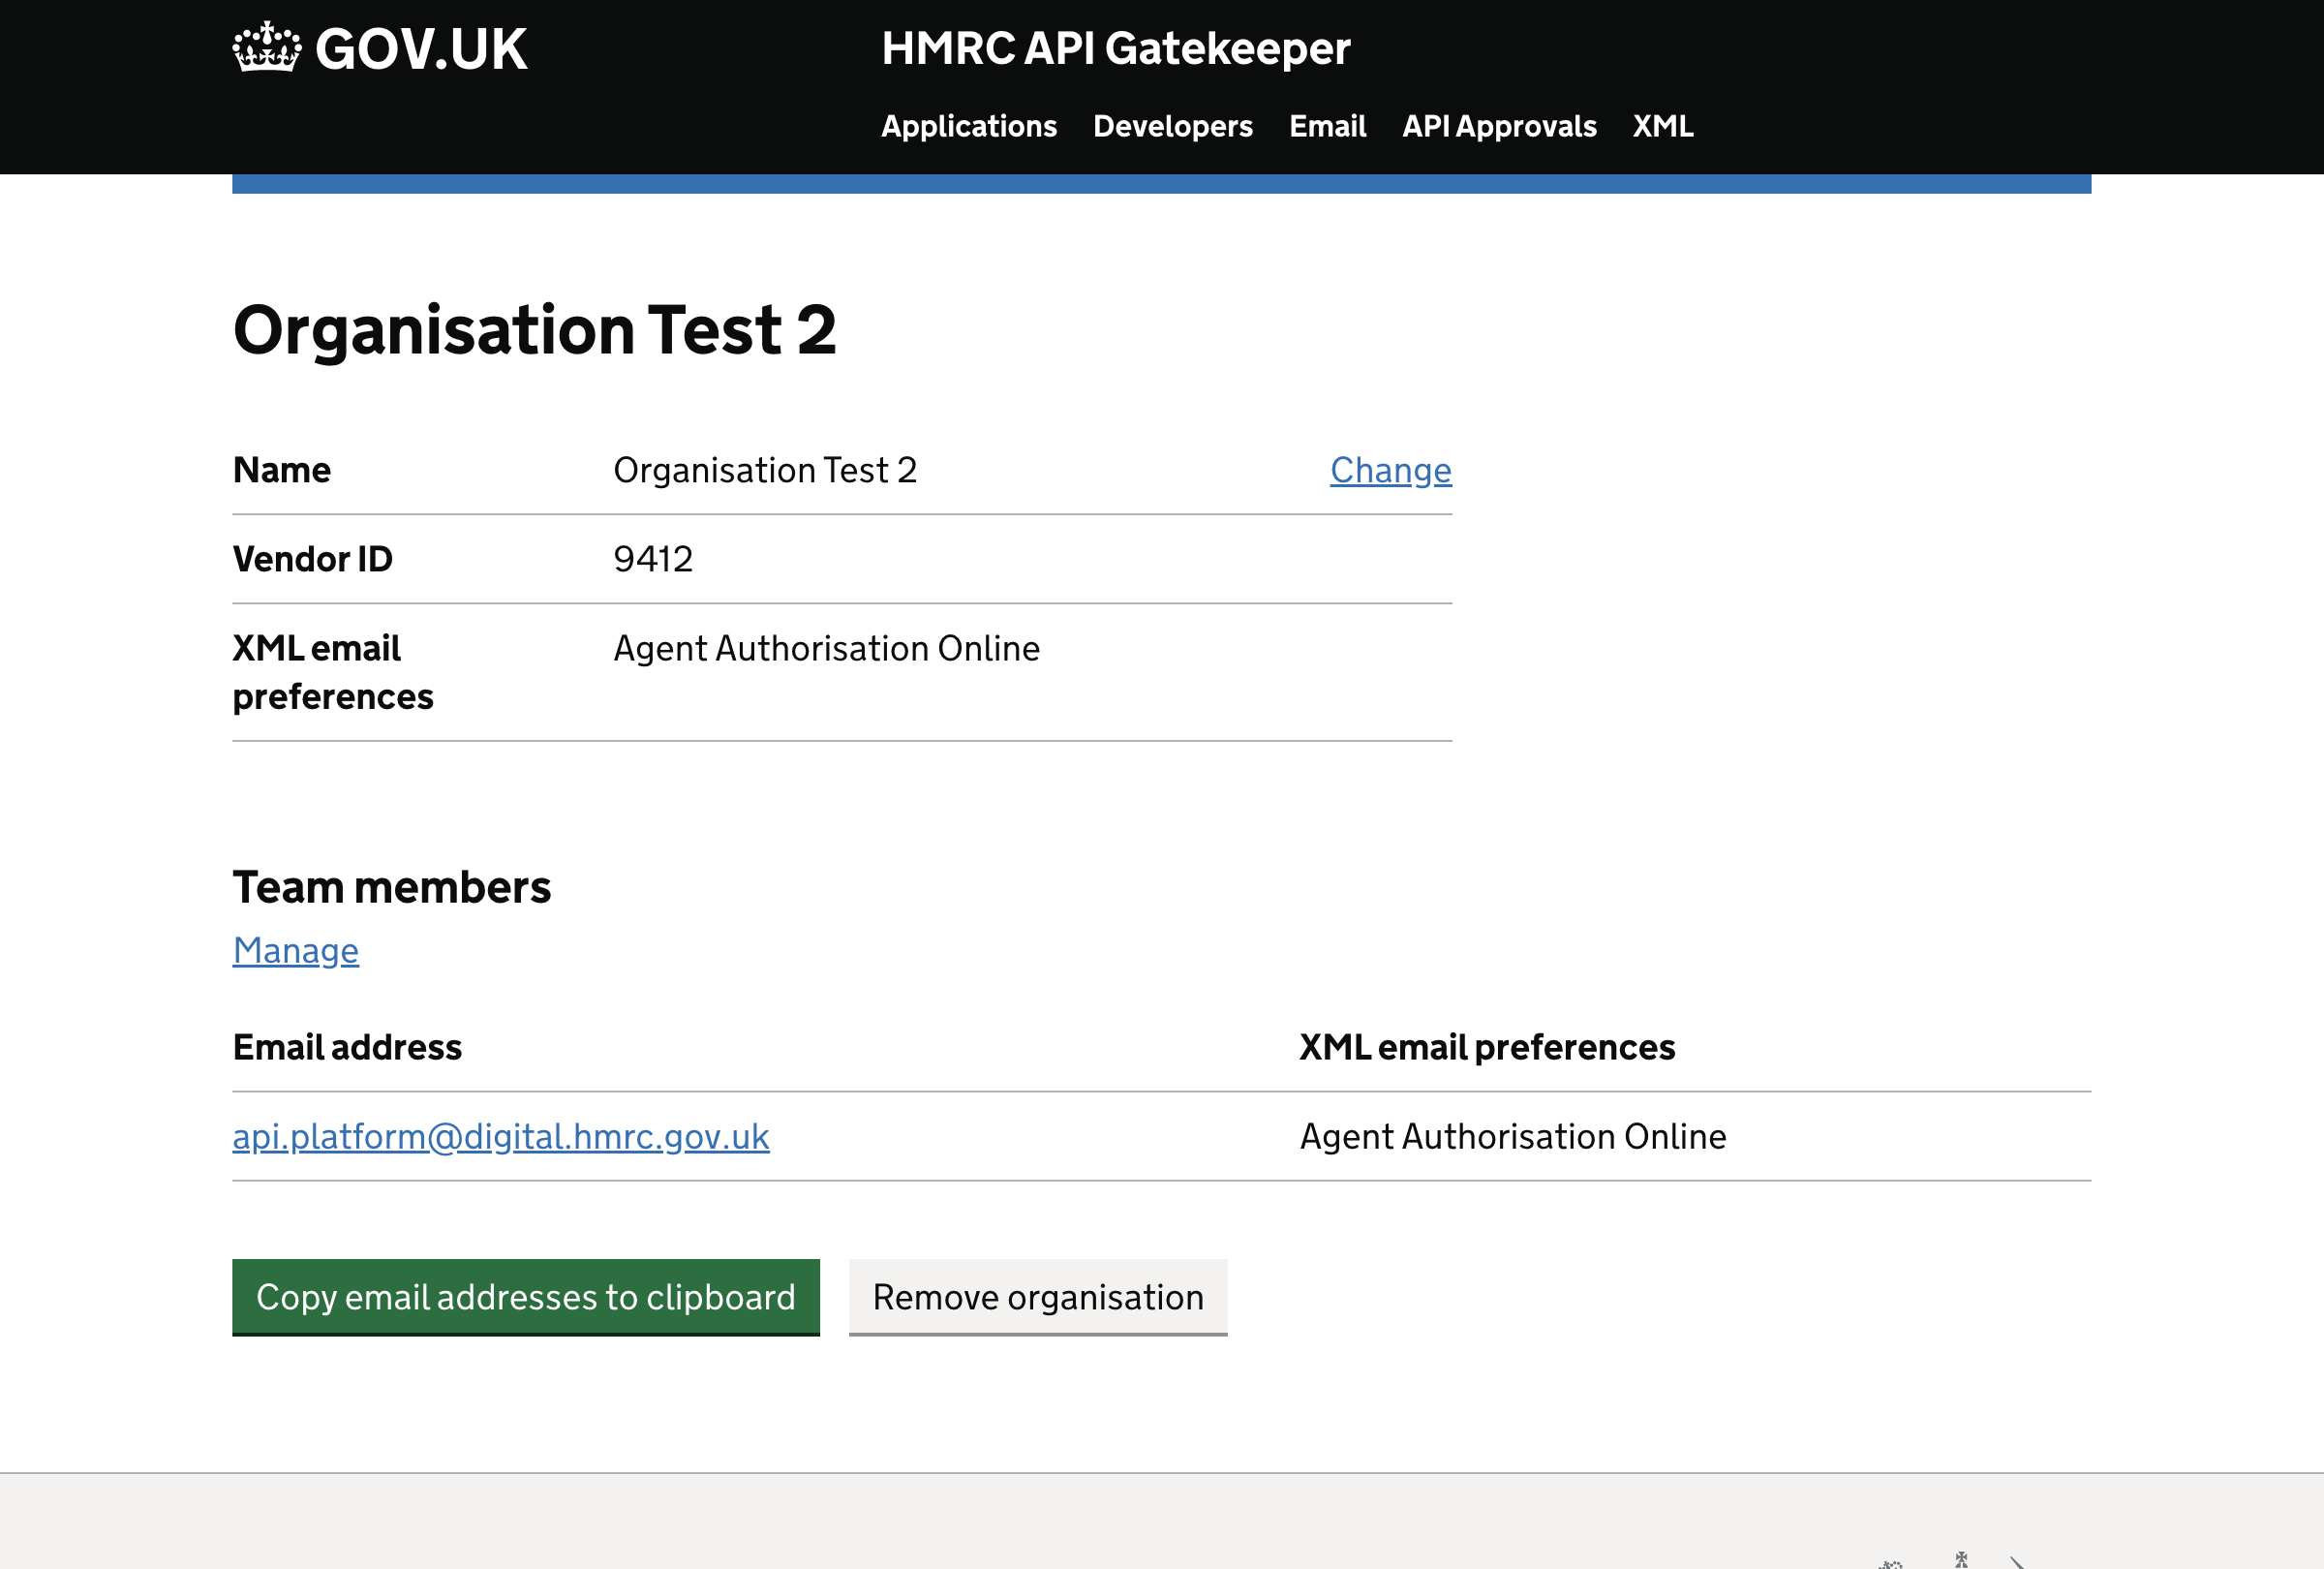 GOV.UK
HMRC API Gatekeeper
Applications Developers Email API Approvals XML
Organisation Test 2
Name Organisation Test 2 Change
Vendor ID 9412
XML email preferences Agent Authorisation Online
Team members
Manage
Email address XML email preferences
api.platform@digital.hmrc.gov.uk Agent Authorisation Online
Copy email addresses to clipboard Remove organisation